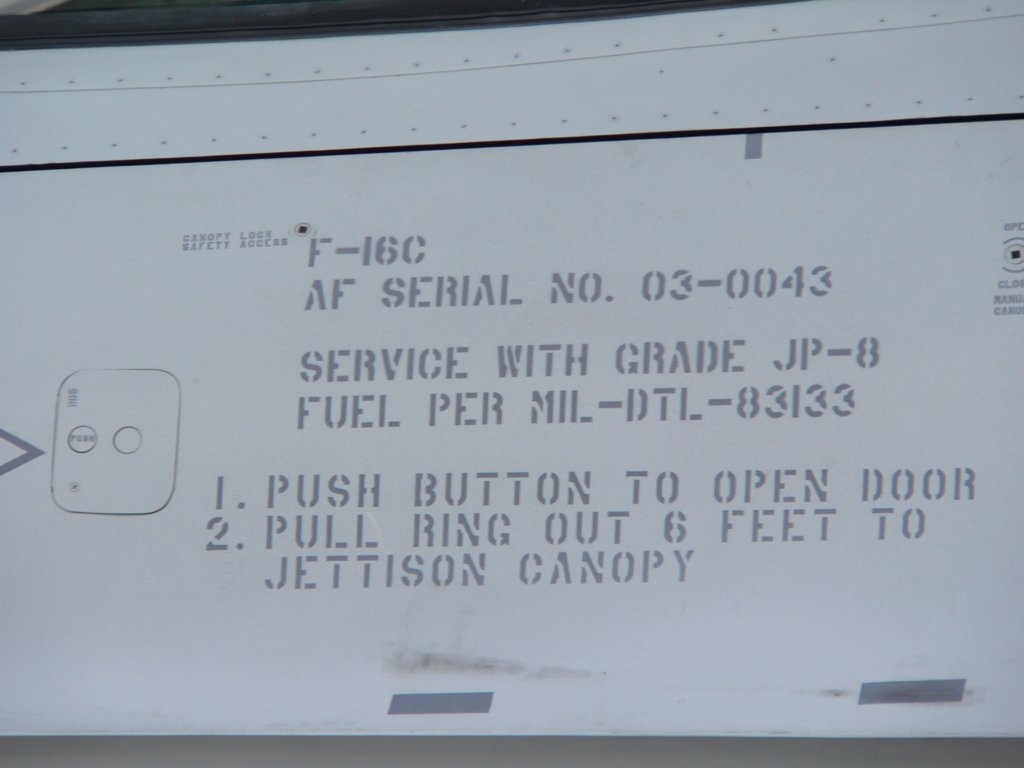 CANOPY LOCK
SAFETY ACCESS
F-16C
AF SERIAL NO. 03-0043
SERVICE WITH GRADE JP-8
FUEL PER MIL-DTL-83133
PUSH
1. PUSH BUTTON TO OPEN DOOR
2. PULL RING OUT 6 FEET TO
JETTISON CANOPY